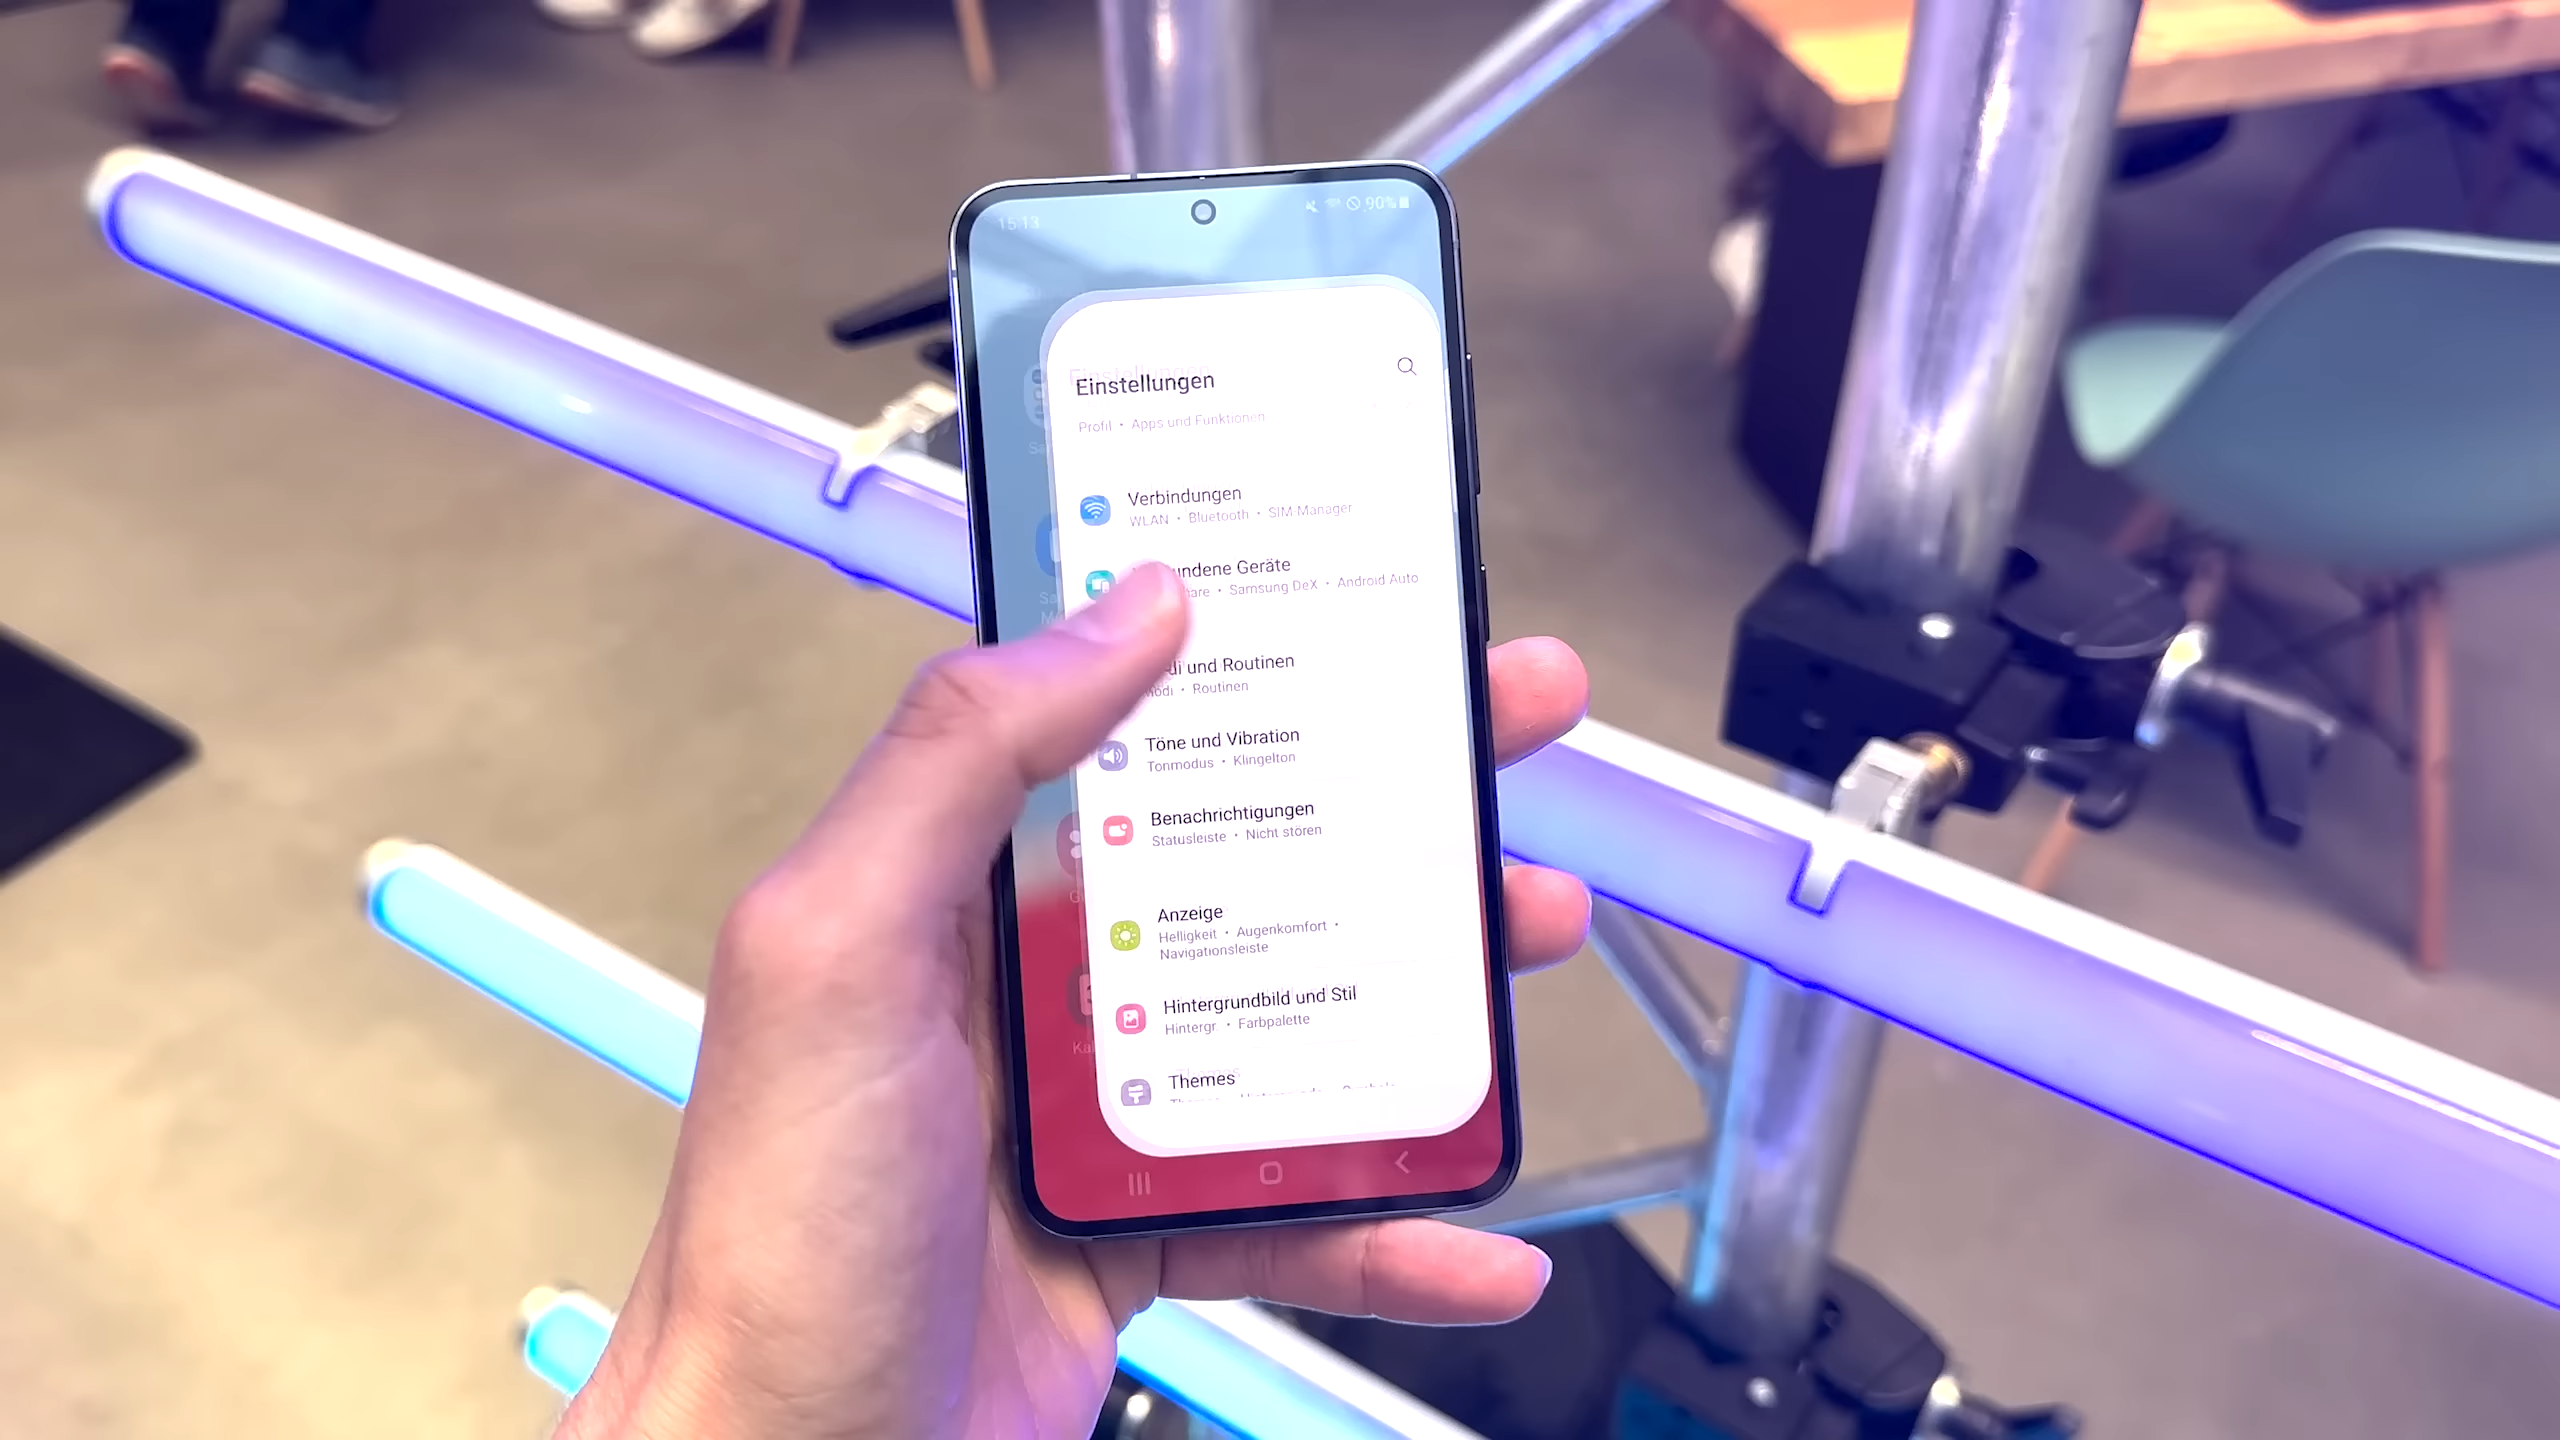 15:13
90%
Einstellungen
Profil • Apps und Funktionen
Verbindungen
WLAN • Bluetooth • SIM Manager
Geräte
Samsung DeX • Android Auto
und Routinen
Routinen
Töne und Vibration
Tonmodus • Klingelton
Benachrichtigungen
Statusleiste • Nicht stören
Anzeige
Helligkeit • Augenkomfort •
Navigationsleiste
Hintergrundbild und Stil
Hintergr. • Farbpalette
Themes